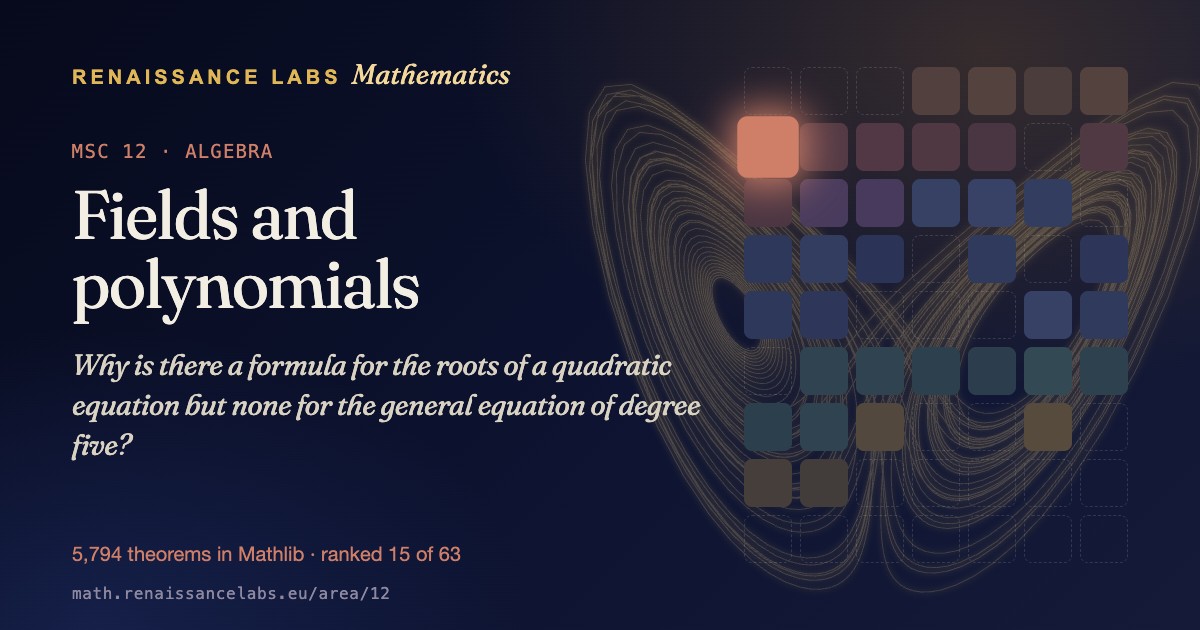 RENAISSANCE LABS Mathematics
MSC 12 · ALGEBRA
Fields and
polynomials
Why is there a formula for the roots of a quadratic
equation but none for the general equation of degree
five?
5,794 theorems in Mathlib · ranked 15 of 63
math.renaissancelabs.eu/area/12